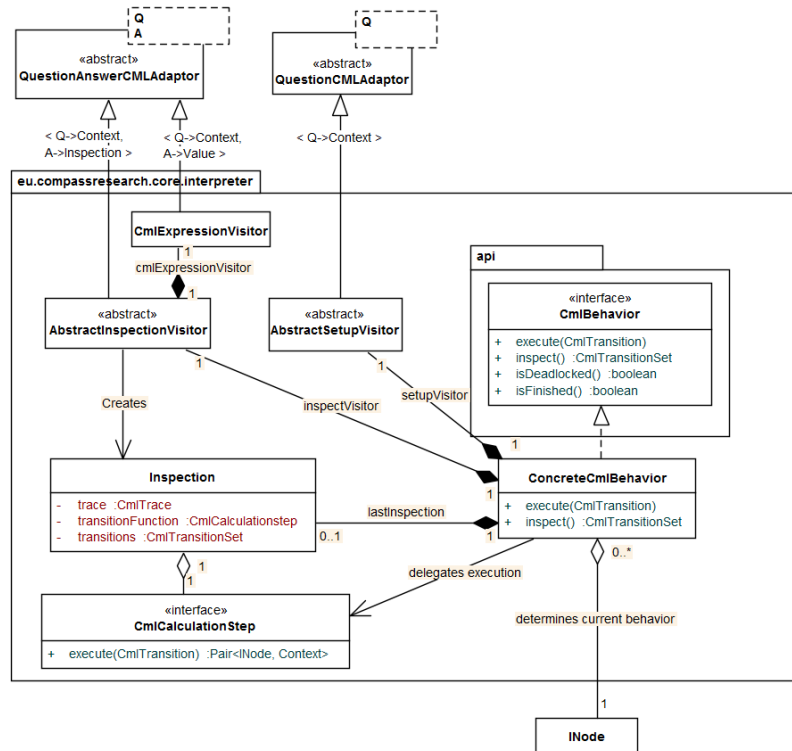 Q
A
Q
«abstract»
QuestionAnswerCMLAdaptor
«abstract»
QuestionCMLAdaptor
< Q->Context,
A->Inspection >
< Q->Context,
A->Value >
< Q->Context >
eu.compassresearch.core.interpreter
CmlExpressionVisitor
1
cmlExpressionVisitor
1
api
«interface»
CmlBehavior
+ execute(CmlTransition)
+ inspect() :CmlTransitionSet
+ isDeadlocked() :boolean
+ isFinished() :boolean
«abstract»
AbstractInspectionVisitor
«abstract»
AbstractSetupVisitor
1
1
Creates
inspectVisitor
setupVisitor
1
Inspection
- trace :CmlTrace
- transitionFunction :CmlCalculationstep
- transitions :CmlTransitionSet
ConcreteCmlBehavior
+ execute(CmlTransition)
+ inspect() :CmlTransitionSet
1
lastInspection
0..1
1
1
1
delegates execution
0..*
«interface»
CmlCalculationStep
+ execute(CmlTransition) :Pair<INode, Context>
determines current behavior
1
INode